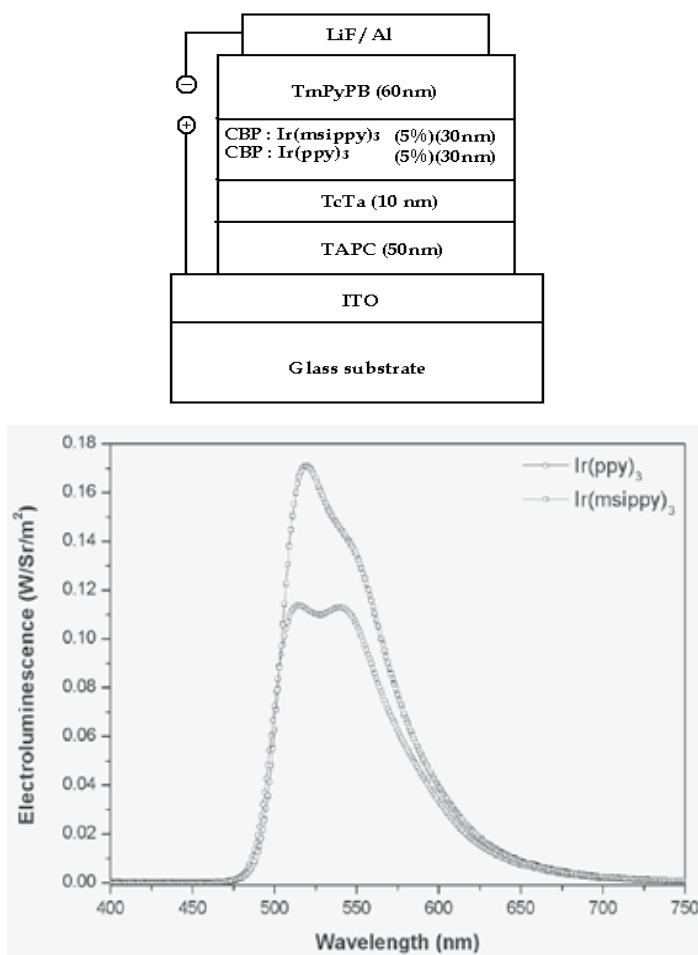 LiF/ Al
TmPyPB (60nm)
CBP : Ir(msippy)₃ (5%)(30nm)
CBP : Ir(ppy)₃ (5%)(30nm)
TcTa (10 nm)
TAPC (50nm)
ITO
Glass substrate
0.18
0.16
0.14
0.12
0.10
0.08
0.06
0.04
0.02
0.00
Electroluminescence (W/Sr/m²)
Ir(ppy)₃
Ir(msippy)₃
400 450 500 550 600 650 700 750
Wavelength (nm)